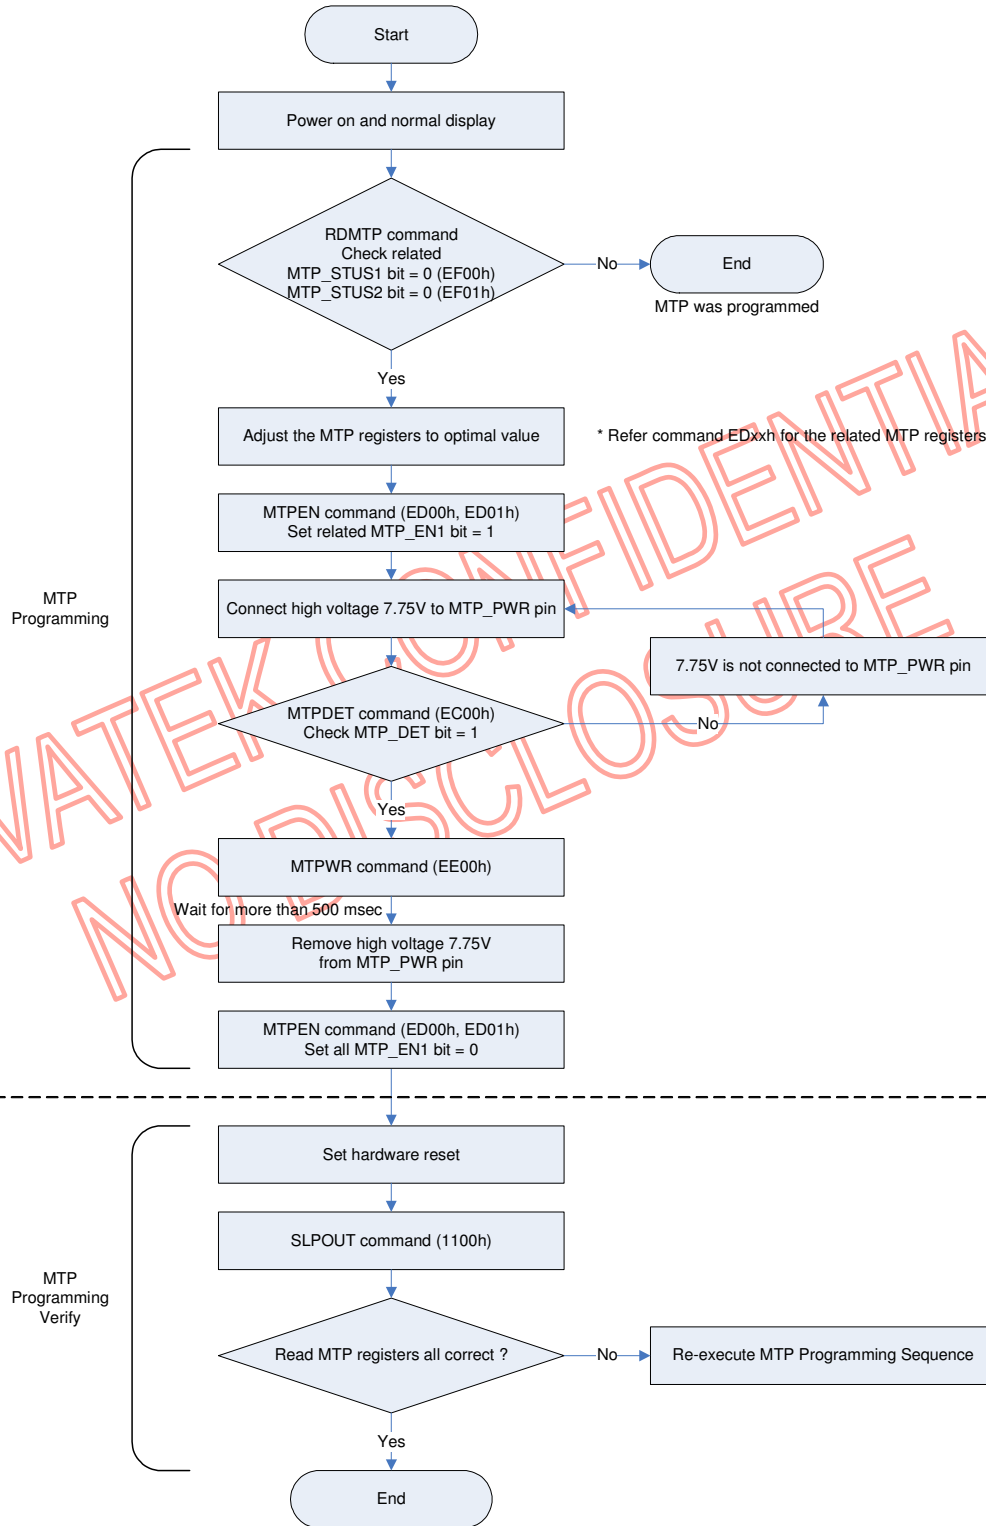 Start
Power on and normal display
RDMTP command
Check related
MTP_STUS1 bit = 0 (EF00h)
MTP_STUS2 bit = 0 (EF01h)
No
End
MTP was programmed
Yes
Adjust the MTP registers to optimal value
* Refer command EDxxh for the related MTP registers
MTPEN command (ED00h, ED01h)
Set related MTP_EN1 bit = 1
MTP
Programming
Connect high voltage 7.75V to MTP_PWR pin
7.75V is not connected to MTP_PWR pin
MTPDET command (EC00h)
Check MTP_DET bit = 1
No
Yes
MTPWR command (EE00h)
Wait for more than 500 msec
Remove high voltage 7.75V
from MTP_PWR pin
MTPEN command (ED00h, ED01h)
Set all MTP_EN1 bit = 0
Set hardware reset
SLPOUT command (1100h)
MTP
Programming
Verify
Read MTP registers all correct ?
No
Re-execute MTP Programming Sequence
Yes
End
VATEK CONFIDENTIA
NO DISCLOSURE